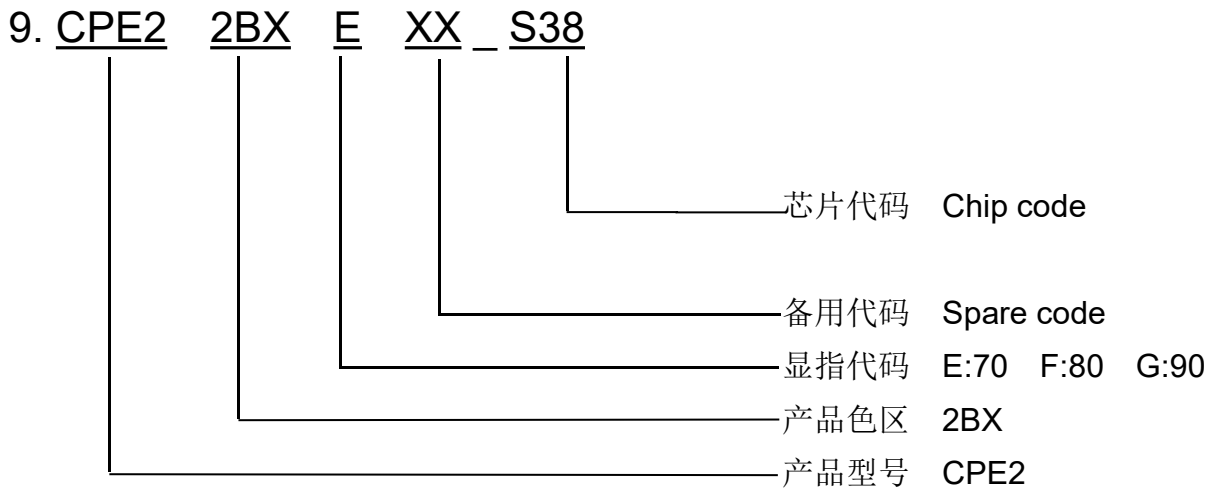 9. CPE2 2BX E XX _ S38
芯片代码 Chip code
备用代码 Spare code
显指代码 E:70 F:80 G:90
产品色区 2BX
产品型号 CPE2